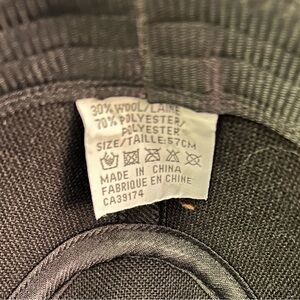 30% WOOL/LAINE
70% POLYESTER/
POLYESTER
SIZE/TAILLE:57CM
MADE IN CHINA
FABRIQUE EN CHINE
CA39174